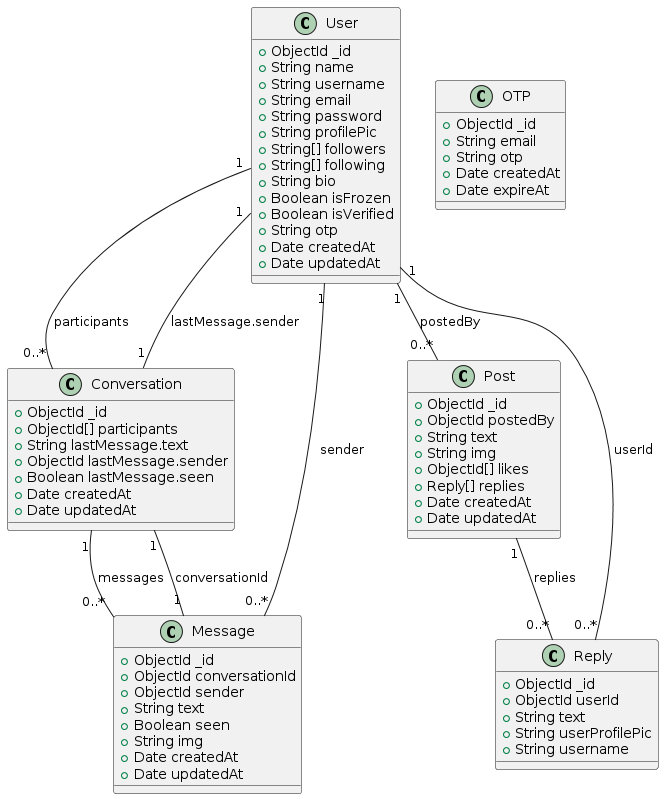 C User
ObjectId _id
String name
String username
String email
String password
String profilePic
String[] followers
String[] following
String bio
Boolean isFrozen
Boolean isVerified
String otp
Date createdAt
Date updatedAt
C OTP
ObjectId _id
String email
String otp
Date createdAt
Date expireAt
1
1
1
1
1
participants
lastMessage.sender
postedBy
0..*
1
0..*
C Conversation
ObjectId _id
ObjectId[] participants
String lastMessage.text
ObjectId lastMessage.sender
Boolean lastMessage.seen
Date createdAt
Date updatedAt
sender
C Post
ObjectId _id
ObjectId postedBy
String text
String img
ObjectId[] likes
Reply[] replies
Date createdAt
Date updatedAt
userId
1
1
1
messages
conversationId
replies
0..*
1
0..*
0..*
0..*
C Message
ObjectId _id
ObjectId conversationId
ObjectId sender
String text
Boolean seen
String img
Date createdAt
Date updatedAt
C Reply
ObjectId _id
ObjectId userId
String text
String userProfilePic
String username